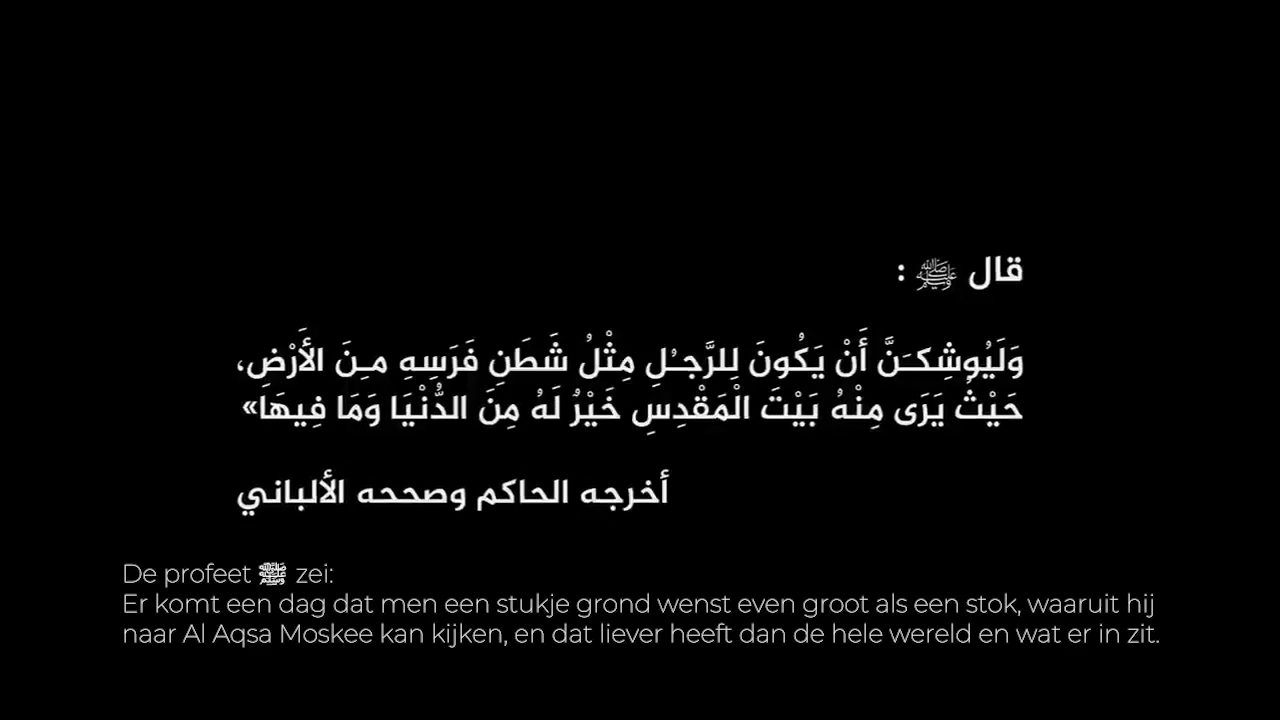 قال ﷺ :
وَلَيُوشِكَنَّ أَنْ يَكُونَ لِلرَّجُلِ مِثْلُ شَطَنِ فَرَسِهِ مِنَ الأَرْضِ،
حَيْثُ يَرَى مِنْهُ بَيْتَ الْمَقْدِسِ خَيْرٌ لَهُ مِنَ الدُّنْيَا وَمَا فِيهَا»
أخرجه الحاكم وصححه الألباني
De profeet ﷺ zei:
Er komt een dag dat men een stukje grond wenst even groot als een stok, waaruit hij
naar Al Aqsa Moskee kan kijken, en dat liever heeft dan de hele wereld en wat er in zit.